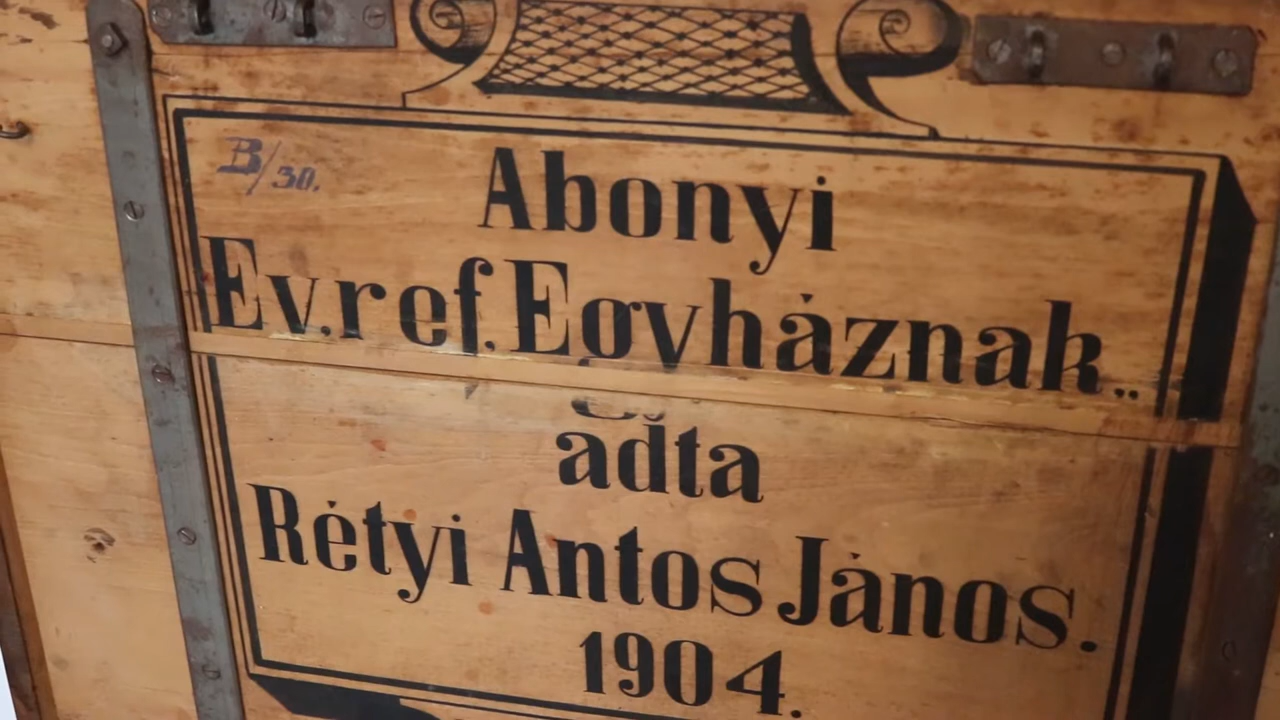 B/30.
Abonyi
Ev.ref.Egyháznak„
adta
Rétyi Antos János.
1904.